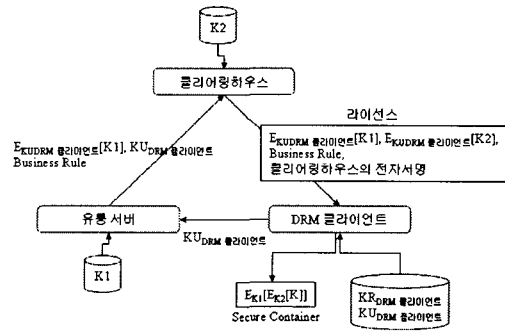 K2
클리어링하우스
라이선스
E_KUDRM 클라이언트[K1], KU_DRM 클라이언트
Business Rule
E_KUDRM 클라이언트[K1], E_KUDRM 클라이언트[K2],
Business Rule,
클리어링하우스의 전자서명
유통 서버
DRM 클라이언트
KU_DRM 클라이언트
K1
E_K1[E_K2[K]]
Secure Container
KR_DRM 클라이언트
KU_DRM 클라이언트